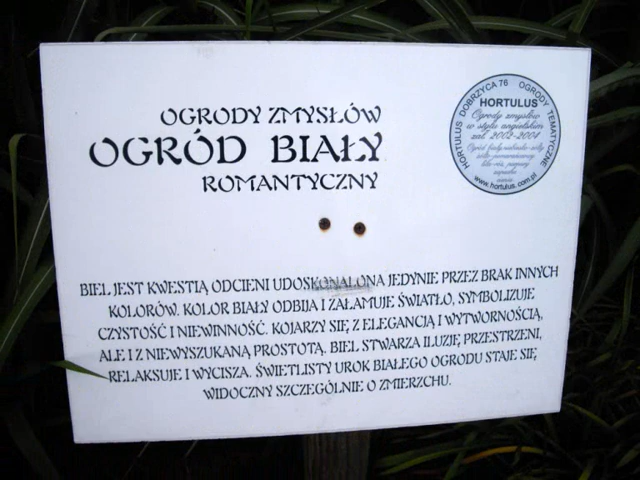 OGRODY ZMYSŁÓW
OGRÓD BIAŁY
ROMANTYCZNY
HORTULUS DOBRZYCA 76 OGRODY TEMATYCZNE
HORTULUS
Ogrody zmysłów
w stylu angielskim
zał. 2003-2004
www.hortulus.com.pl
BIEL JEST KWESTIĄ ODCIENI UDOSKONALONA JEDYNIE PRZEZ BRAK INNYCH
KOLORÓW. KOLOR BIAŁY ODBIJA I ZAŁAMUJE ŚWIATŁO, SYMBOLIZUJE
CZYSTOŚĆ I NIEWINNOŚĆ. KOJARZY SIĘ Z ELEGANCJĄ I WYTWORNOŚCIĄ,
ALE I Z NIEWYSZUKANĄ PROSTOTĄ. BIEL STWARZA ILUZJĘ PRZESTRZENI,
RELAKSUJE I WYCISZA. ŚWIETLISTY UROK BIAŁEGO OGRODU STAJE SIĘ
WIDOCZNY SZCZEGÓLNIE O ZMIERZCHU.